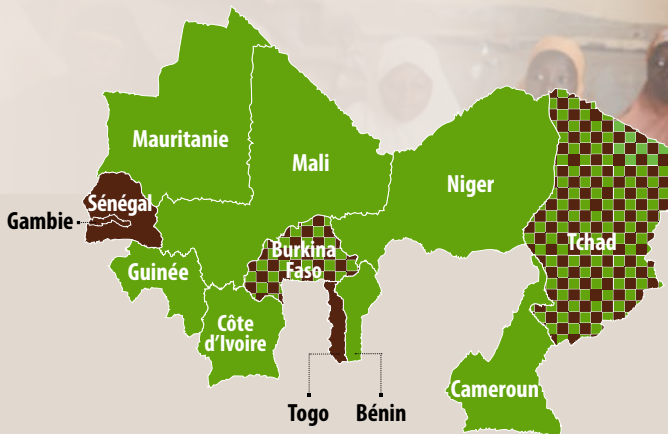 Mauritanie
Mali
Niger
Sénégal
Gambie
Tchad
Burkina
Faso
Guinée
Côte
d'Ivoire
Cameroun
Togo
Bénin